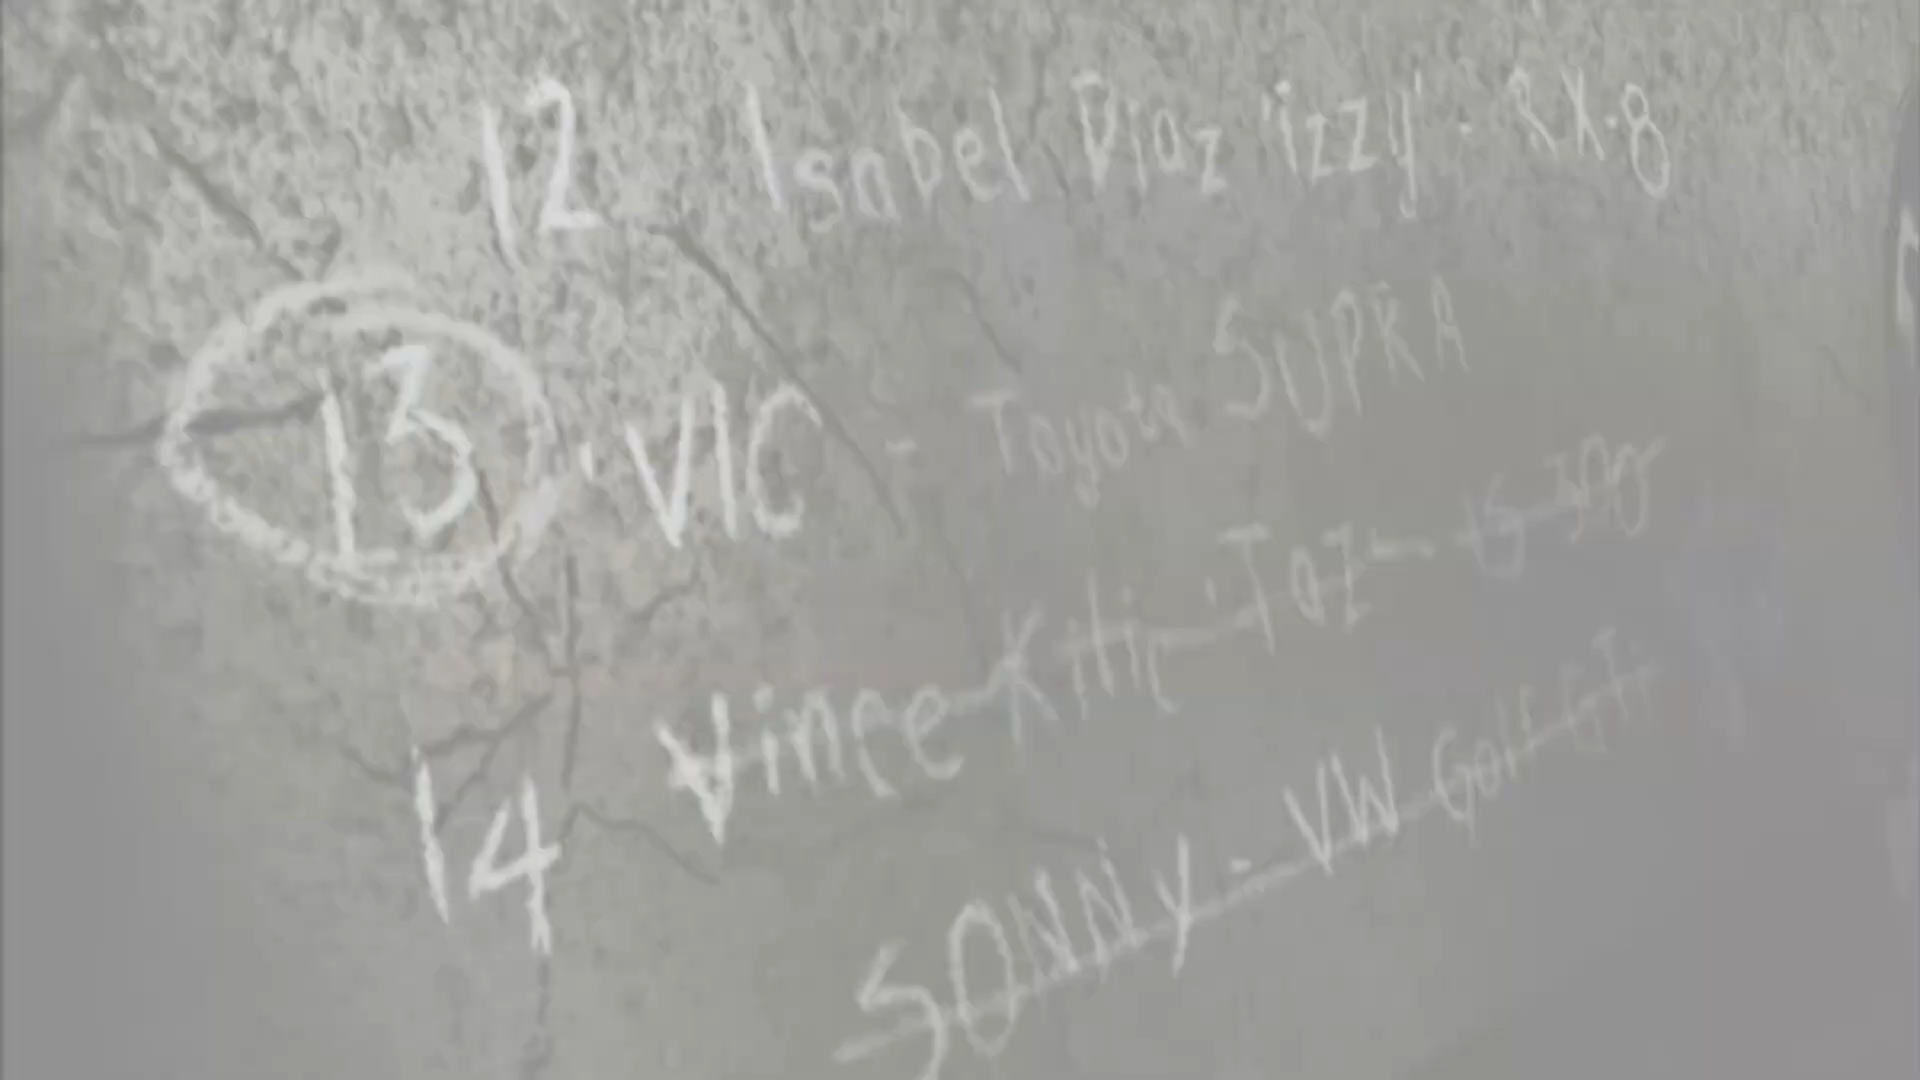 12 Isabel Diaz 'izzy' - RX-8
13 'VIC - Toyota SUPRA
14 Vince Kilic 'Taz - IS 300
SONNY - VW Golf GTi